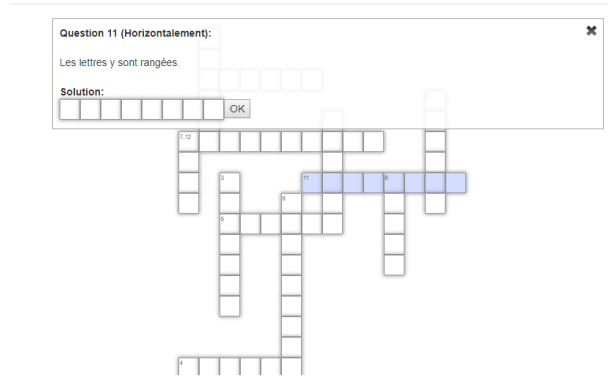 Question 11 (Horizontalement):
Les lettres y sont rangées.
Solution:
OK
7,12
3
11
6
8
5
4